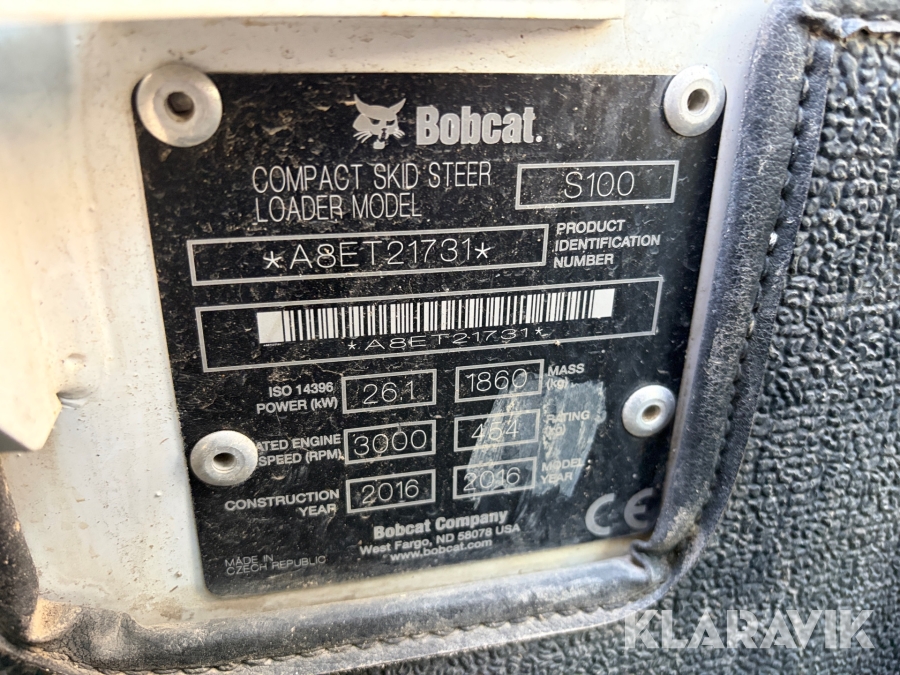 Bobcat.
COMPACT SKID STEER
LOADER MODEL
S100
*A8ET21731*
PRODUCT
IDENTIFICATION
NUMBER
*A8ET21731*
ISO 14396
POWER (kW)
26.1
1860
MASS
(kg)
ATED ENGINE
SPEED (RPM)
3000
454
RATING
CONSTRUCTION
YEAR
2016
2016
MODEL
YEAR
Bobcat Company
West Fargo, ND 58078 USA
www.bobcat.com
CE
MADE IN
CZECH REPUBLIC
KLARAVIK